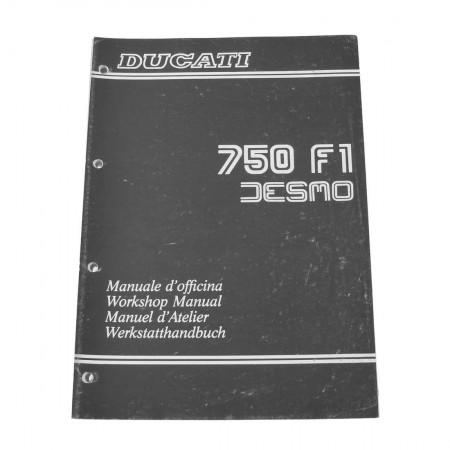 DUCATI
750 F1
DESMO
Manuale d'officina
Workshop Manual
Manuel d'Atelier
Werkstatthandbuch